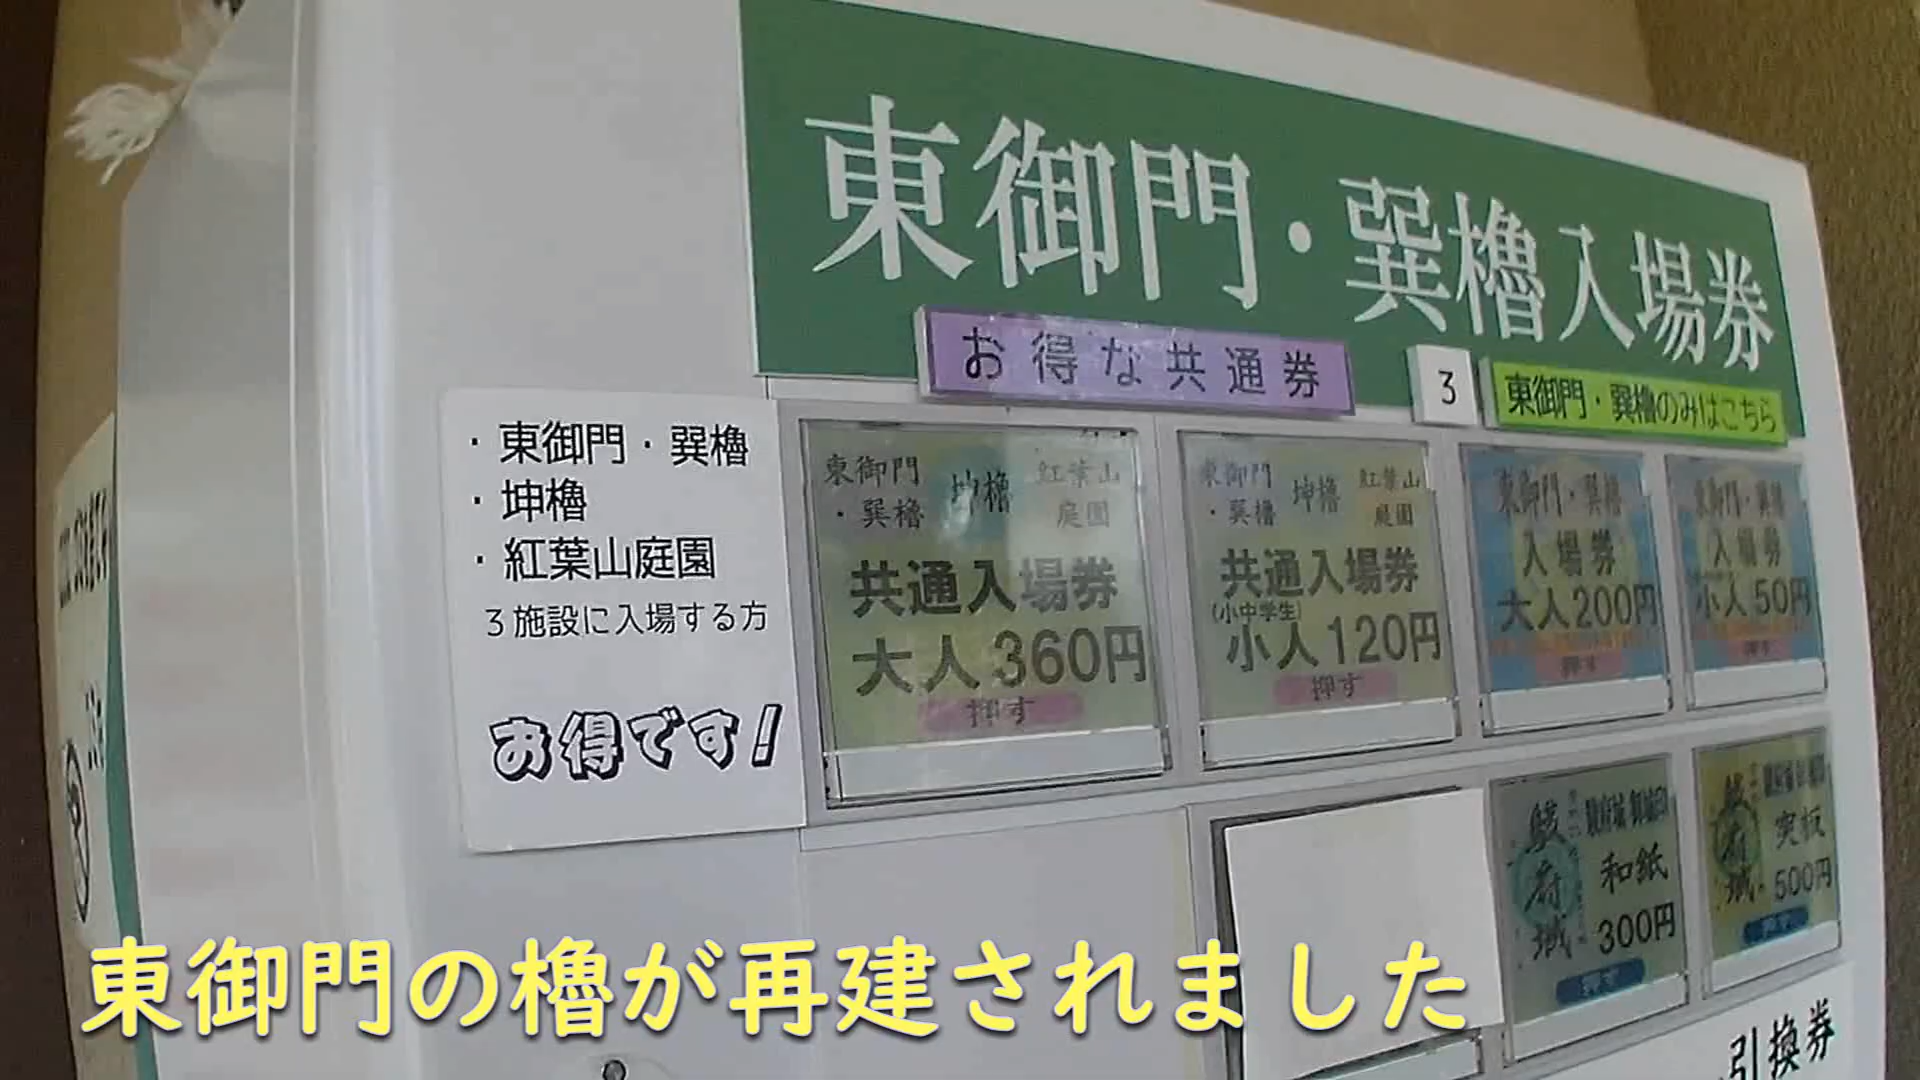 東御門・巽櫓入場券
お得な共通券
3
東御門・巽櫓のみはこちら
・東御門・巽櫓
・坤櫓
・紅葉山庭園
3施設に入場する方
お得です！
東御門
・巽櫓
坤櫓
紅葉山
庭園
共通入場券
大人360円
押す
東御門
・巽櫓
坤櫓
紅葉山
庭園
共通入場券
(小中学生)
小人120円
押す
東御門・巽櫓
入場券
大人200円
押す
東御門・巽櫓
入場券
小人50円
押す
駿府城
駿府城 御城印
和紙
300円
押す
駿府城
500円
引換券
東御門の櫓が再建されました